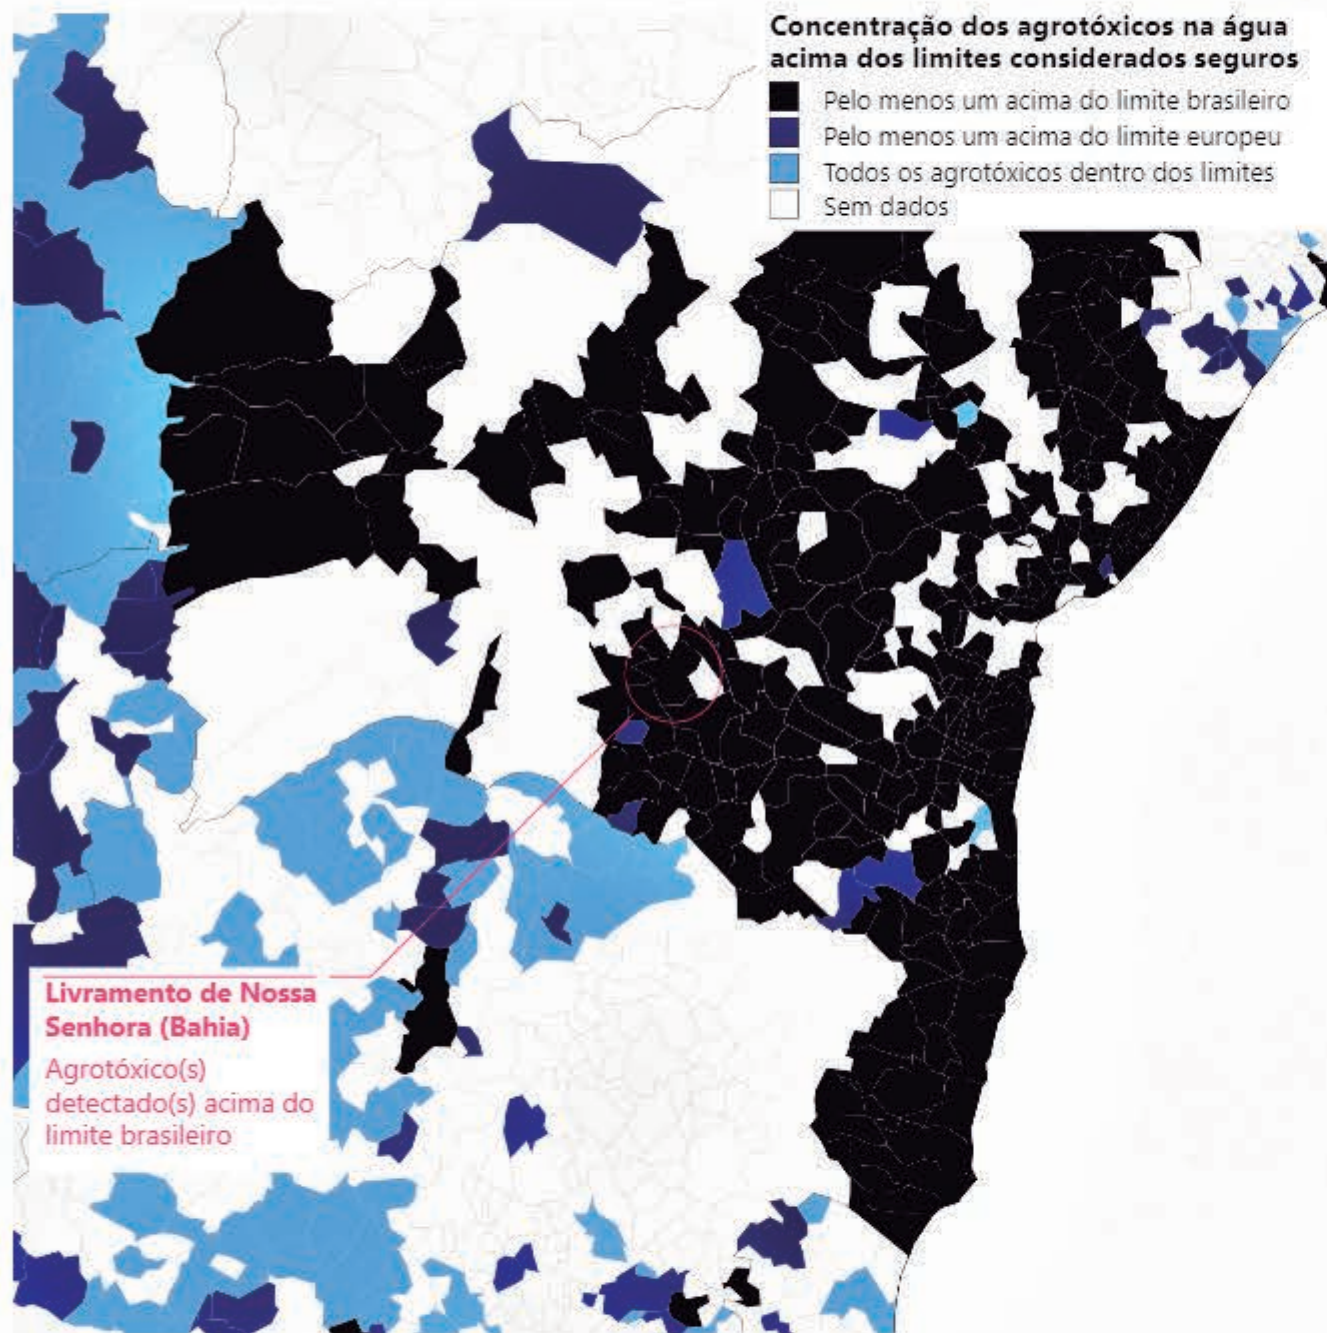 Concentração dos agrotóxicos na água
acima dos limites considerados seguros
Pelo menos um acima do limite brasileiro
Pelo menos um acima do limite europeu
Todos os agrotóxicos dentro dos limites
Sem dados
Livramento de Nossa
Senhora (Bahia)
Agrotóxico(s)
detectado(s) acima do
limite brasileiro